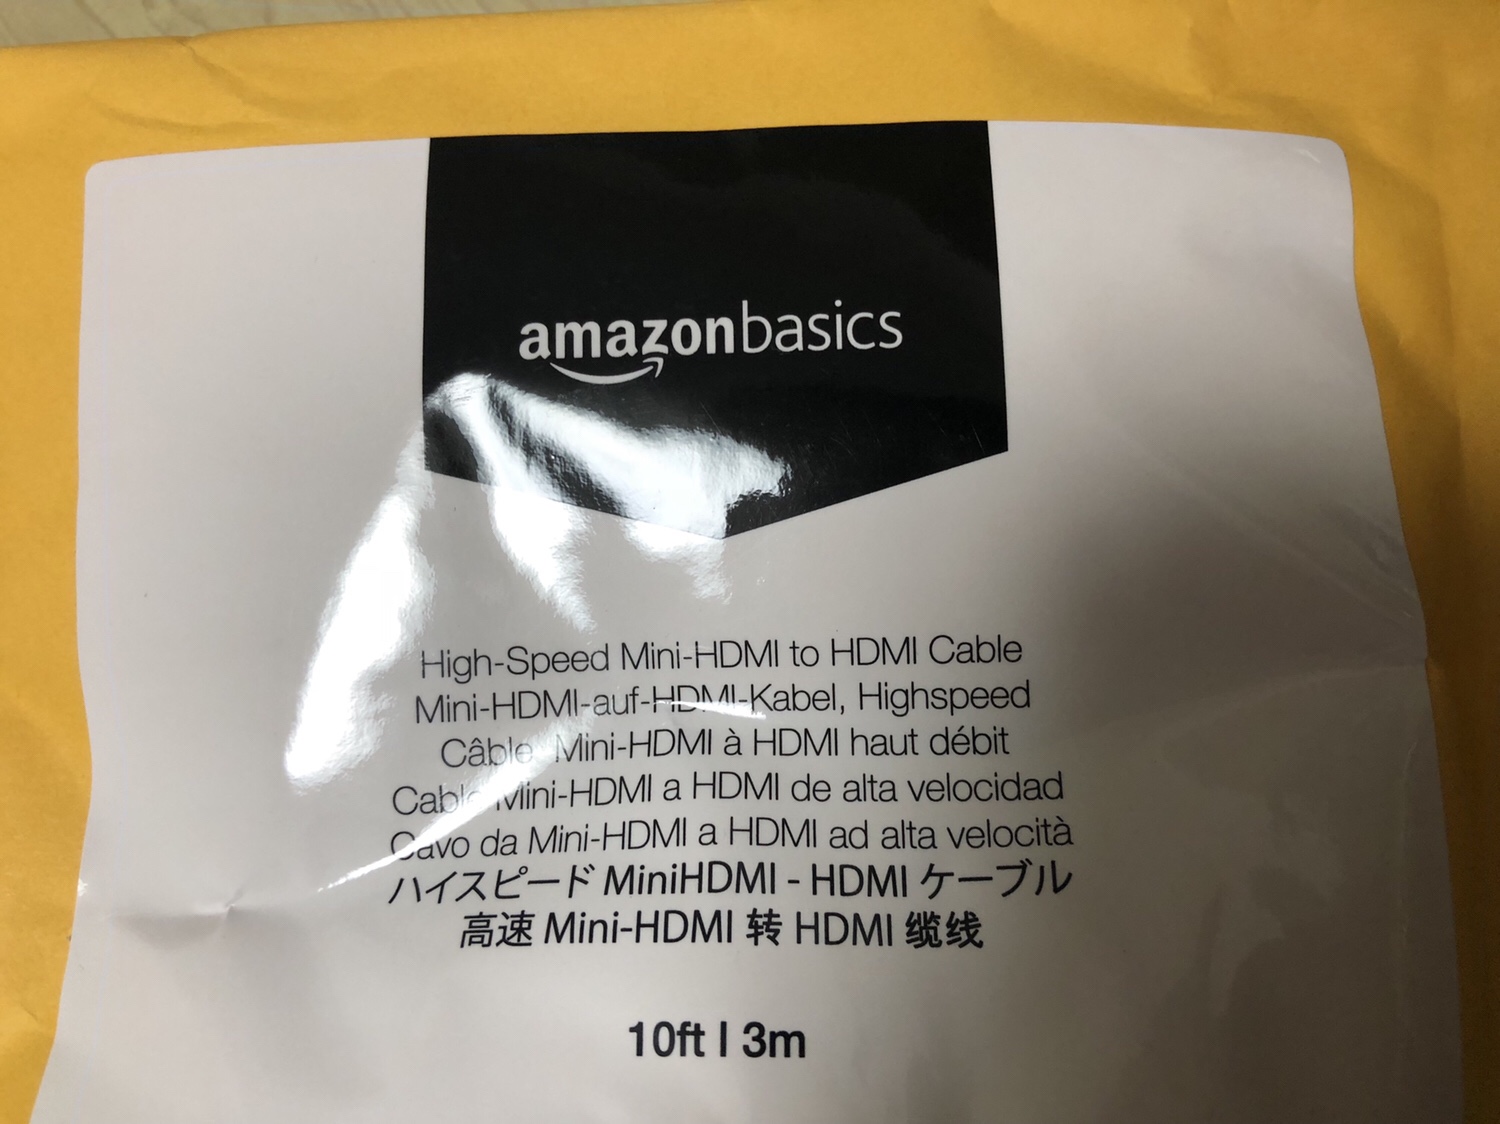 amazonbasics
High-Speed Mini-HDMI to HDMI Cable
Mini-HDMI-auf-HDMI-Kabel, Highspeed
Câble Mini-HDMI à HDMI haut débit
Cable Mini-HDMI a HDMI de alta velocidad
Cavo da Mini-HDMI a HDMI ad alta velocità
ハイスピード MiniHDMI - HDMI ケーブル
高速 Mini-HDMI 转 HDMI 缆线
10ft | 3m